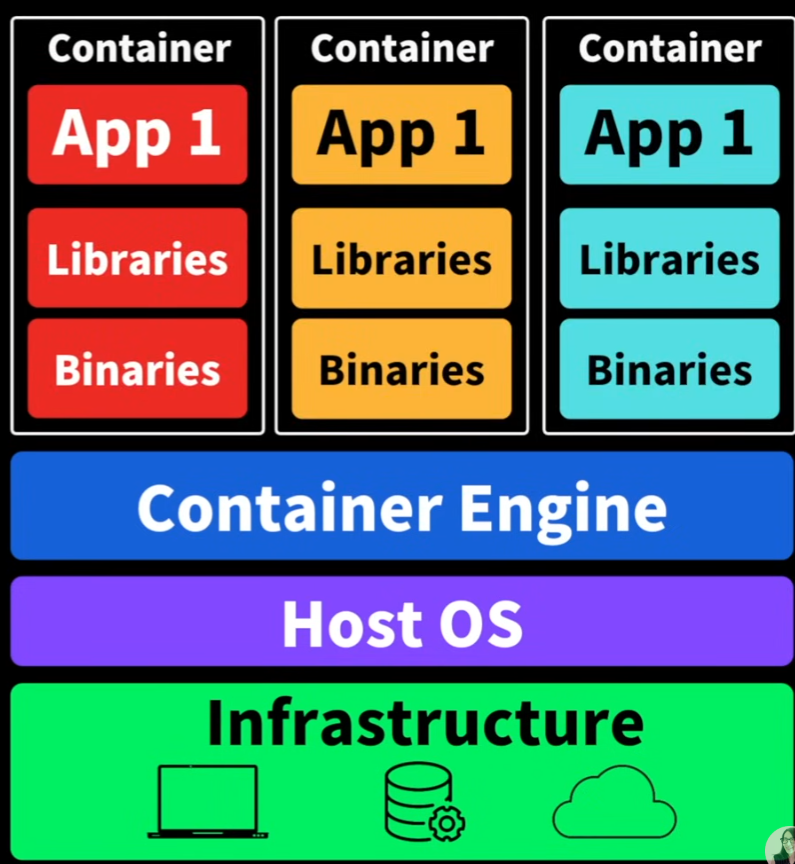 Container
App 1
Libraries
Binaries
Container
App 1
Libraries
Binaries
Container
App 1
Libraries
Binaries
Container Engine
Host OS
Infrastructure